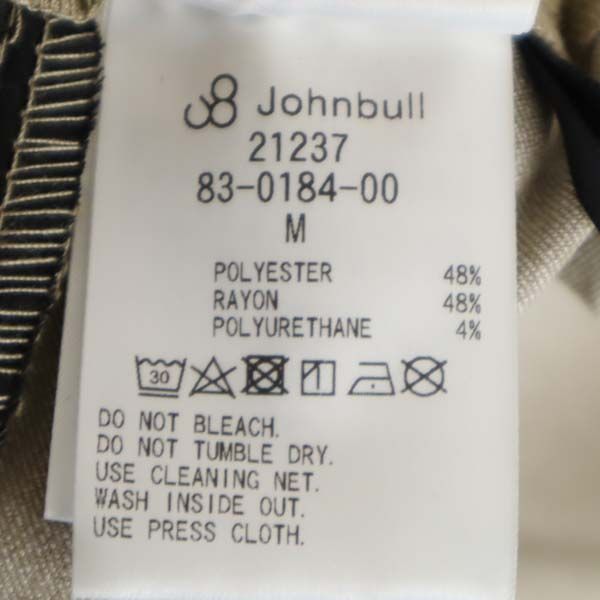 Johnbull
21237
83-0184-00
M
POLYESTER 48%
RAYON 48%
POLYURETHANE 4%
30
DO NOT BLEACH.
DO NOT TUMBLE DRY.
USE CLEANING NET.
WASH INSIDE OUT.
USE PRESS CLOTH.